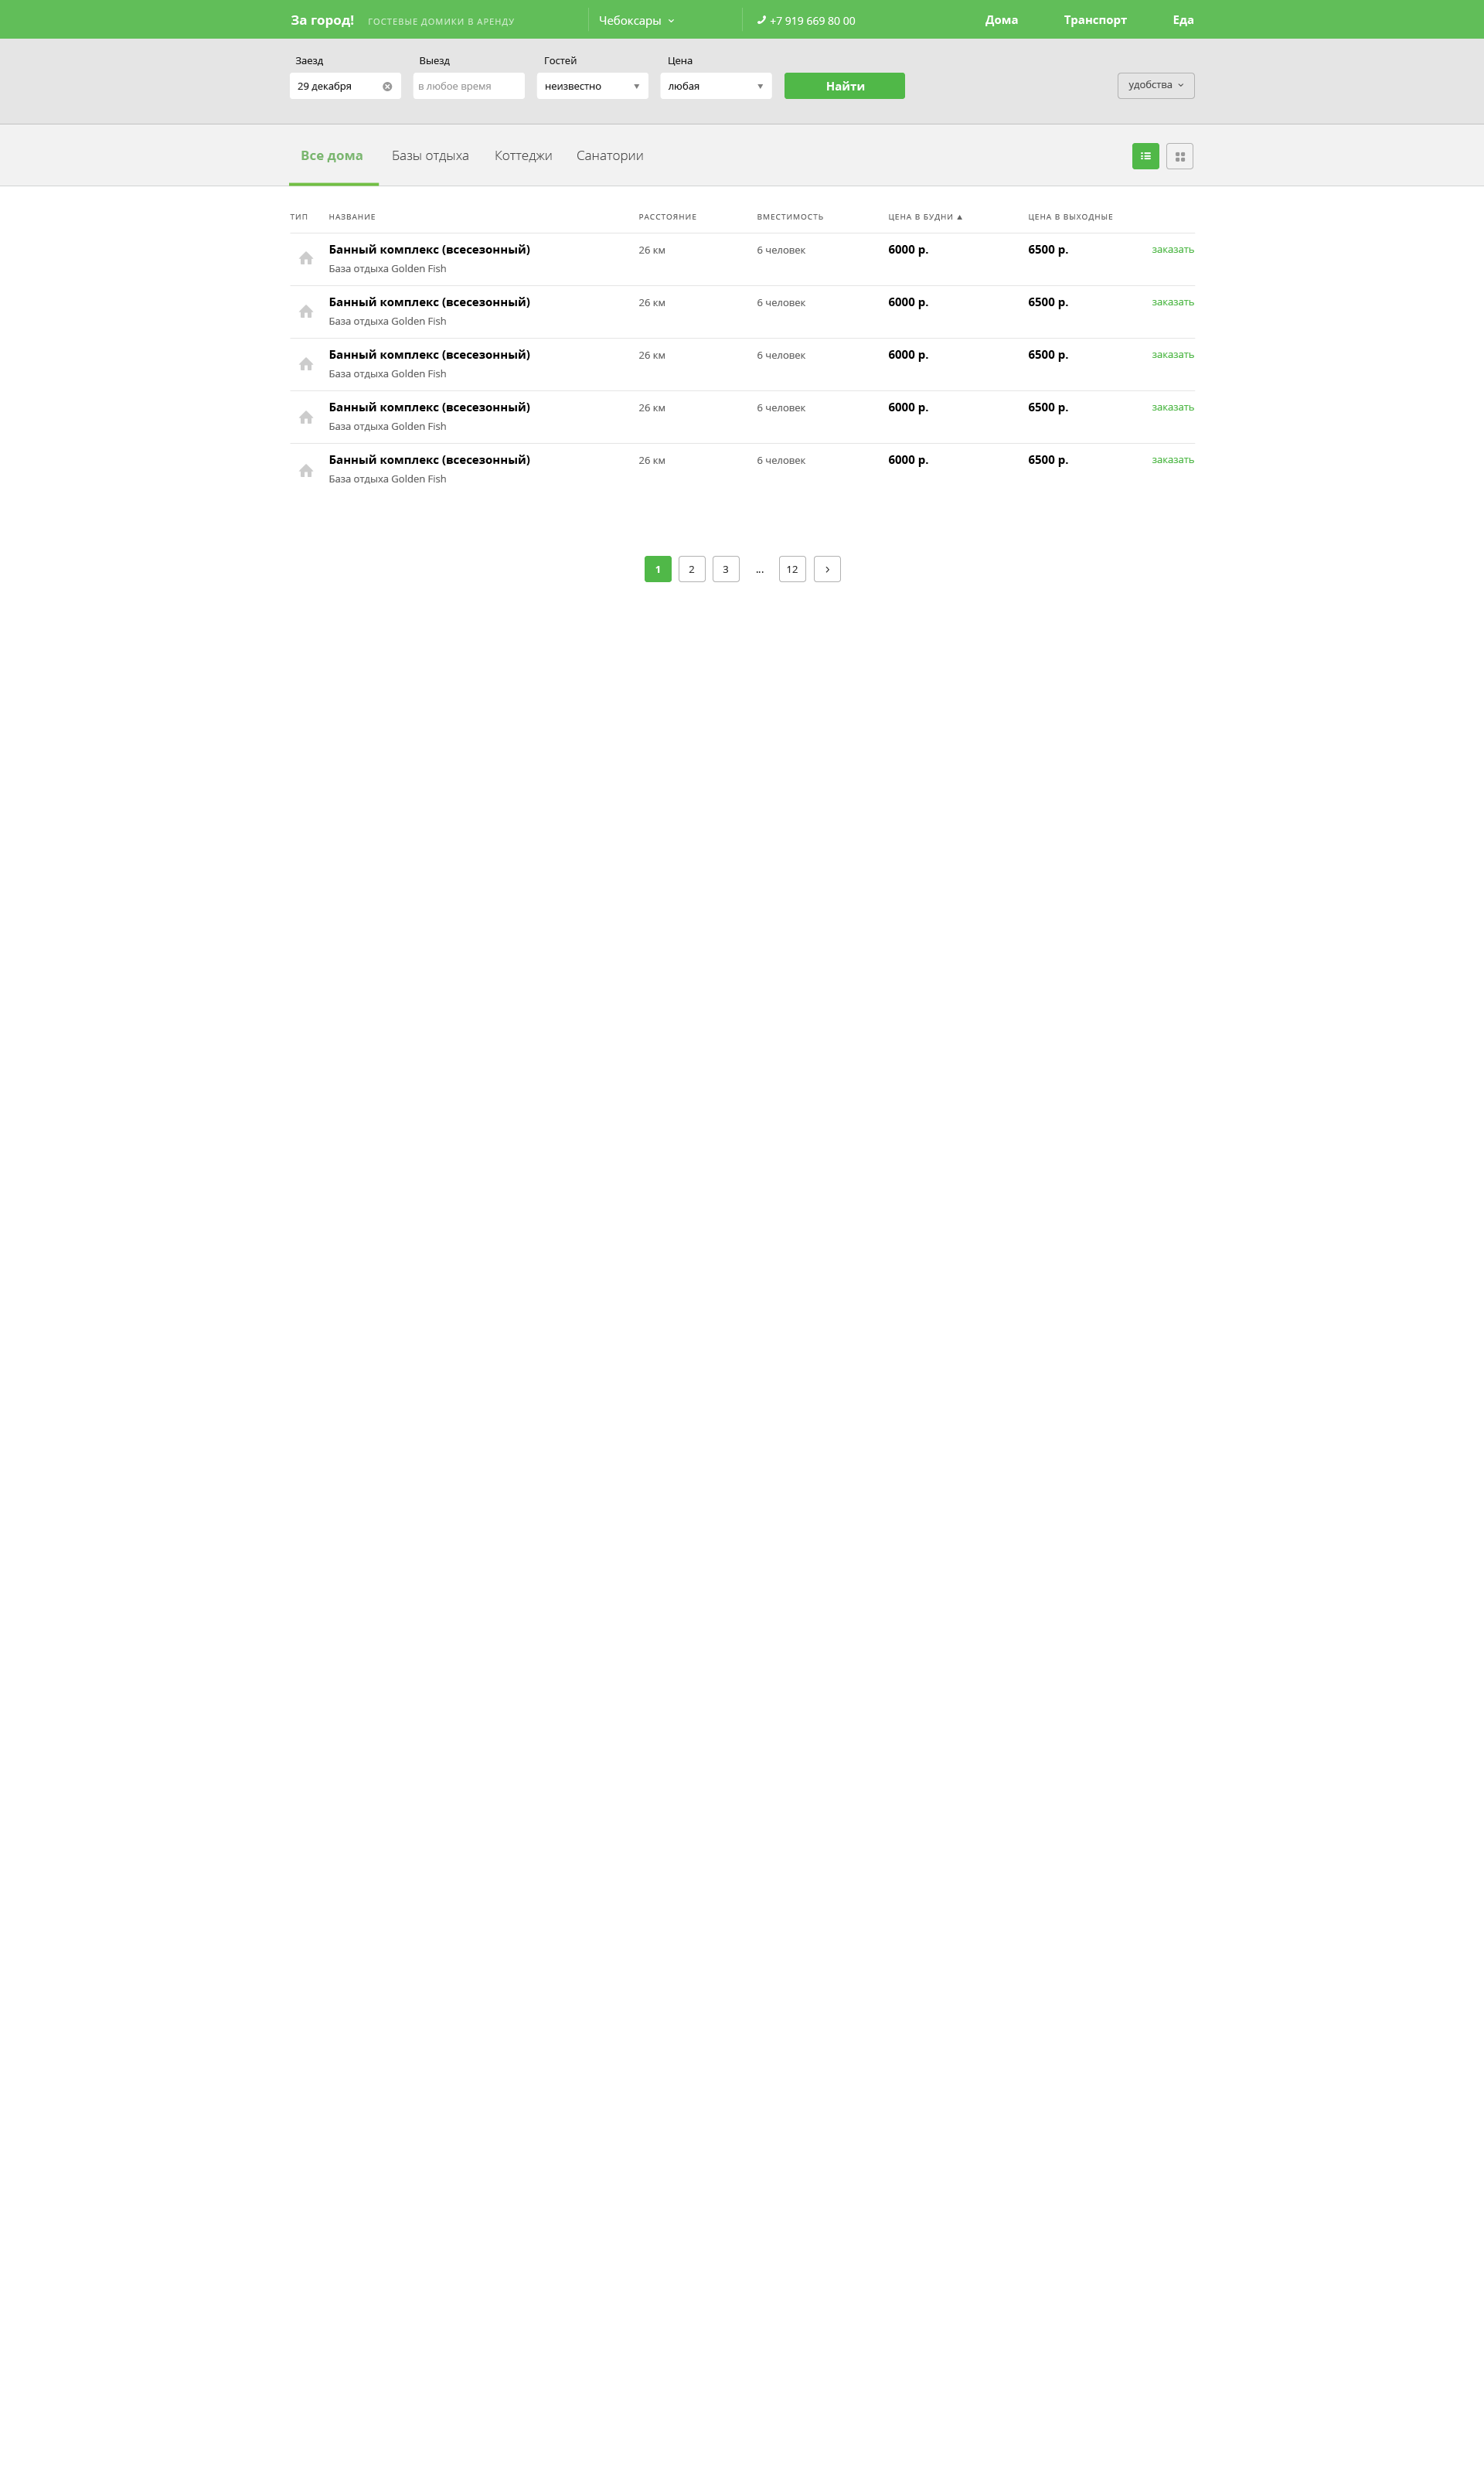 За город! ГОСТЕВЫЕ ДОМИКИ В АРЕНДУ Чебоксары +7 919 669 80 00 Дома Транспорт Еда
Заезд Выезд Гостей Цена
29 декабря в любое время неизвестно любая Найти удобства
Все дома Базы отдыха Коттеджи Санатории
ТИП НАЗВАНИЕ РАССТОЯНИЕ ВМЕСТИМОСТЬ ЦЕНА В БУДНИ ▲ ЦЕНА В ВЫХОДНЫЕ
Банный комплекс (всесезонный) 26 км 6 человек 6000 р. 6500 р. заказать
База отдыха Golden Fish
Банный комплекс (всесезонный) 26 км 6 человек 6000 р. 6500 р. заказать
База отдыха Golden Fish
Банный комплекс (всесезонный) 26 км 6 человек 6000 р. 6500 р. заказать
База отдыха Golden Fish
Банный комплекс (всесезонный) 26 км 6 человек 6000 р. 6500 р. заказать
База отдыха Golden Fish
Банный комплекс (всесезонный) 26 км 6 человек 6000 р. 6500 р. заказать
База отдыха Golden Fish
1 2 3 ... 12 ›